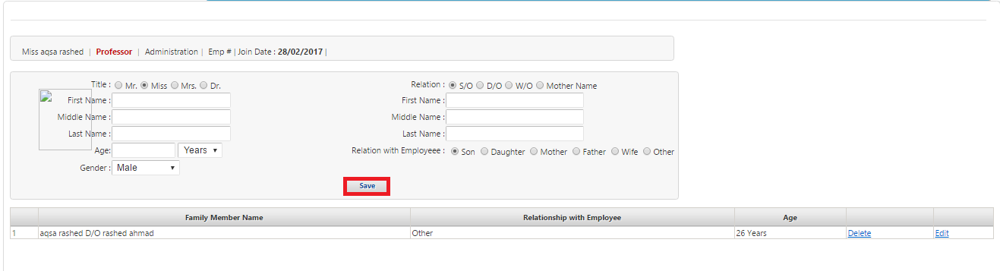 Miss aqsa rashed | Professor | Administration | Emp # | Join Date : 28/02/2017 |
Title : Mr. Miss Mrs. Dr. Relation : S/O D/O W/O Mother Name
First Name : First Name :
Middle Name : Middle Name :
Last Name : Last Name :
Age: Years Relation with Employeee : Son Daughter Mother Father Wife Other
Gender : Male
Save
Family Member Name Relationship with Employee Age
1 aqsa rashed D/O rashed ahmad Other 26 Years Delete Edit